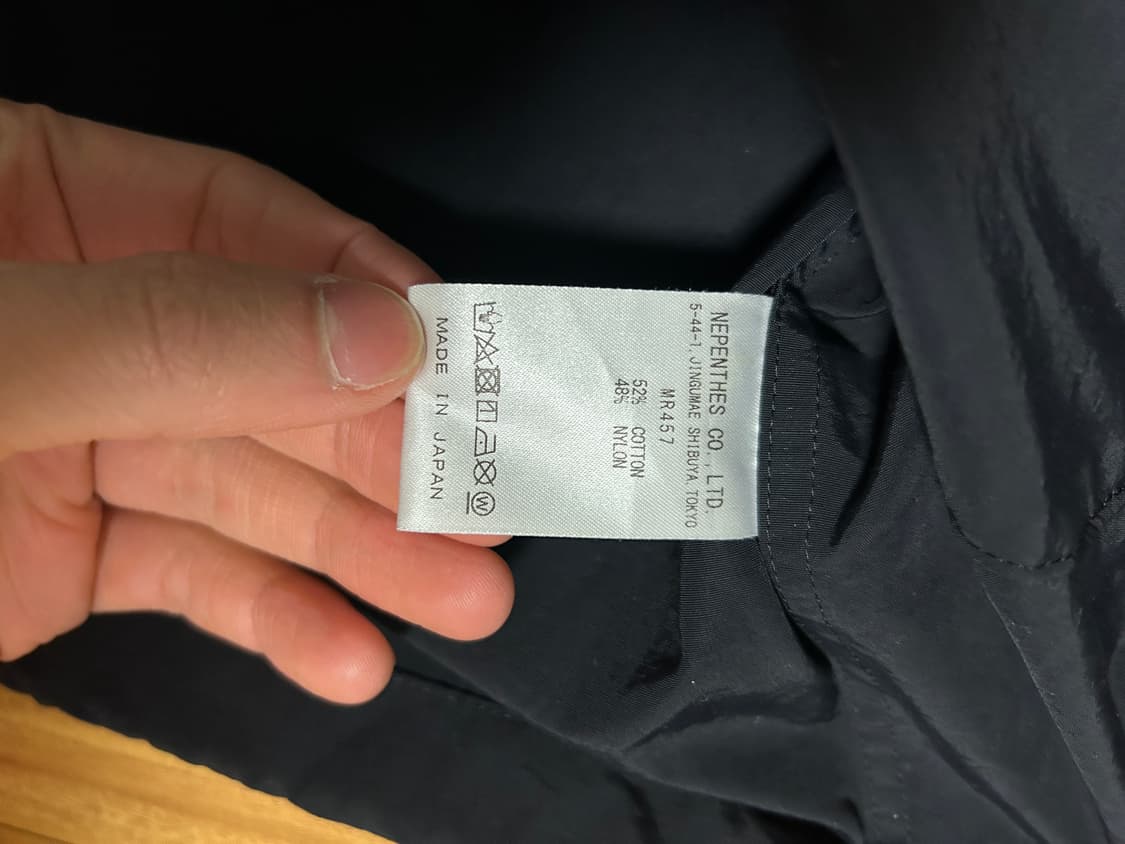 NEPENTHES CO.,LTD.
5-44-1, JINGUMAE SHIBUYA TOKYO
MR457
52% COTTON
48% NYLON
W
MADE IN JAPAN